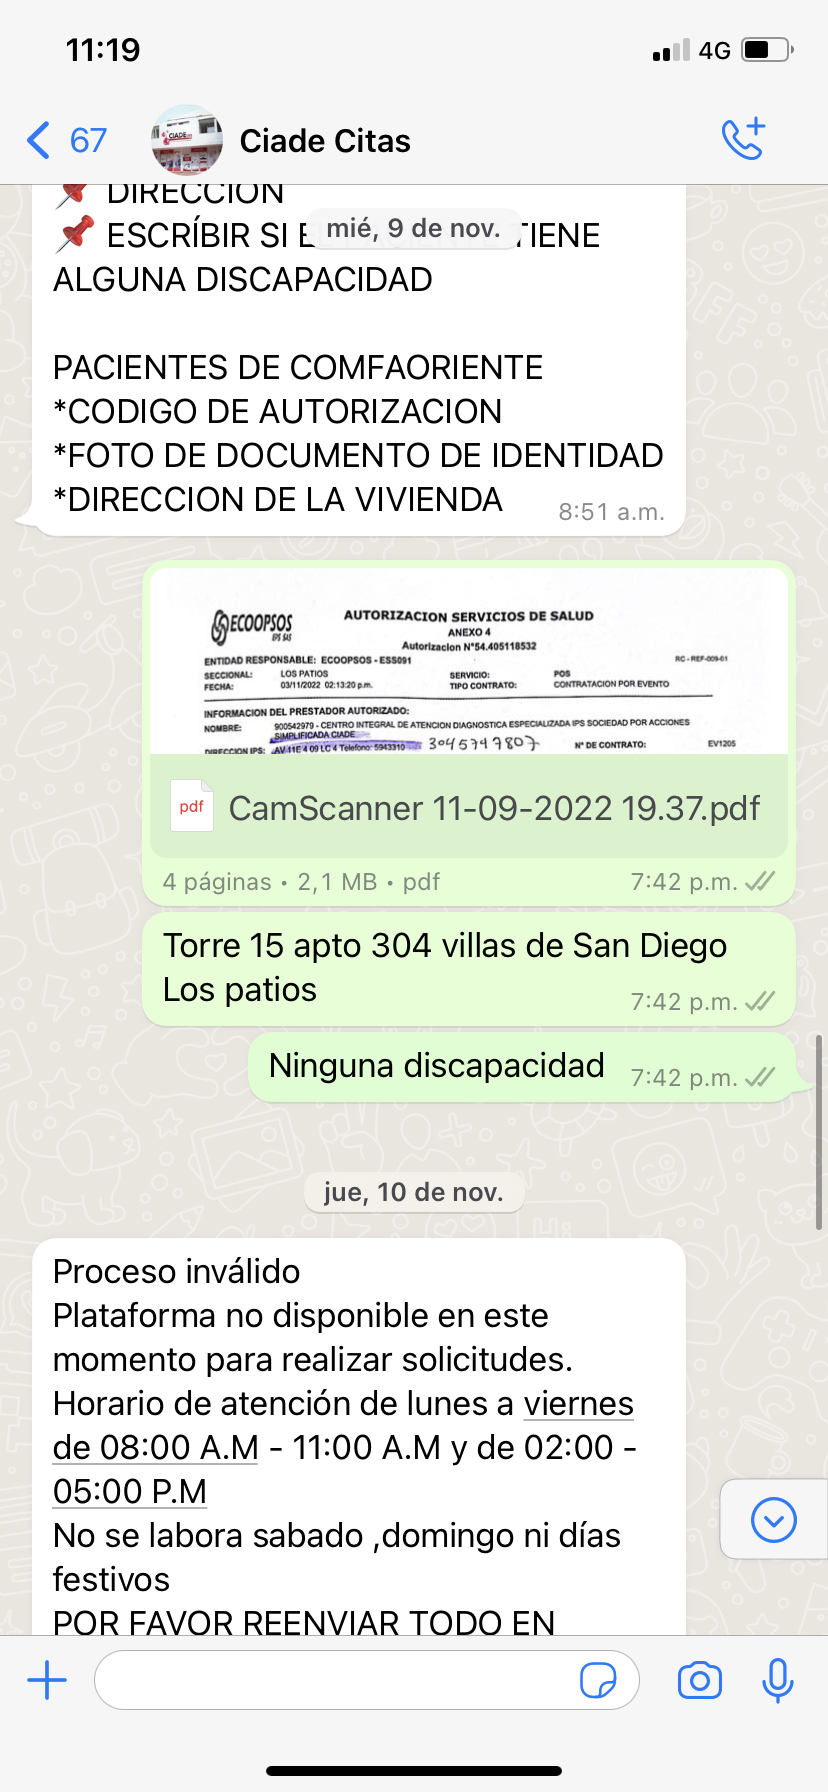 11:19
4G
67
Ciade Citas
DIRECCION
mié, 9 de nov.
ESCRÍBIR SI TIENE
ALGUNA DISCAPACIDAD
PACIENTES DE COMFAORIENTE
*CODIGO DE AUTORIZACION
*FOTO DE DOCUMENTO DE IDENTIDAD
*DIRECCION DE LA VIVIENDA
8:51 a.m.
ECOOPSOS
EPS SAS
AUTORIZACION SERVICIOS DE SALUD
ANEXO 4
Autorizacion N°54.405118532
RC - REF-009-01
ENTIDAD RESPONSABLE: ECOOPSOS - ESS091
SECCIONAL: LOS PATIOS SERVICIO: POS
FECHA: 03/11/2022 02:13:20 p.m. TIPO CONTRATO: CONTRATACION POR EVENTO
INFORMACION DEL PRESTADOR AUTORIZADO:
NOMBRE: 900542979 - CENTRO INTEGRAL DE ATENCION DIAGNOSTICA ESPECIALIZADA IPS SOCIEDAD POR ACCIONES
SIMPLIFICADA CIADE
DIRECCION IPS: AV 11E 4 09 LC 4 Telefono: 5943310 3045747807 N° DE CONTRATO: EV1205
pdf
CamScanner 11-09-2022 19.37.pdf
4 páginas • 2,1 MB • pdf
7:42 p.m.
Torre 15 apto 304 villas de San Diego
Los patios
7:42 p.m.
Ninguna discapacidad
7:42 p.m.
jue, 10 de nov.
Proceso inválido
Plataforma no disponible en este
momento para realizar solicitudes.
Horario de atención de lunes a viernes
de 08:00 A.M - 11:00 A.M y de 02:00 -
05:00 P.M
No se labora sabado ,domingo ni días
festivos
POR FAVOR REENVIAR TODO EN